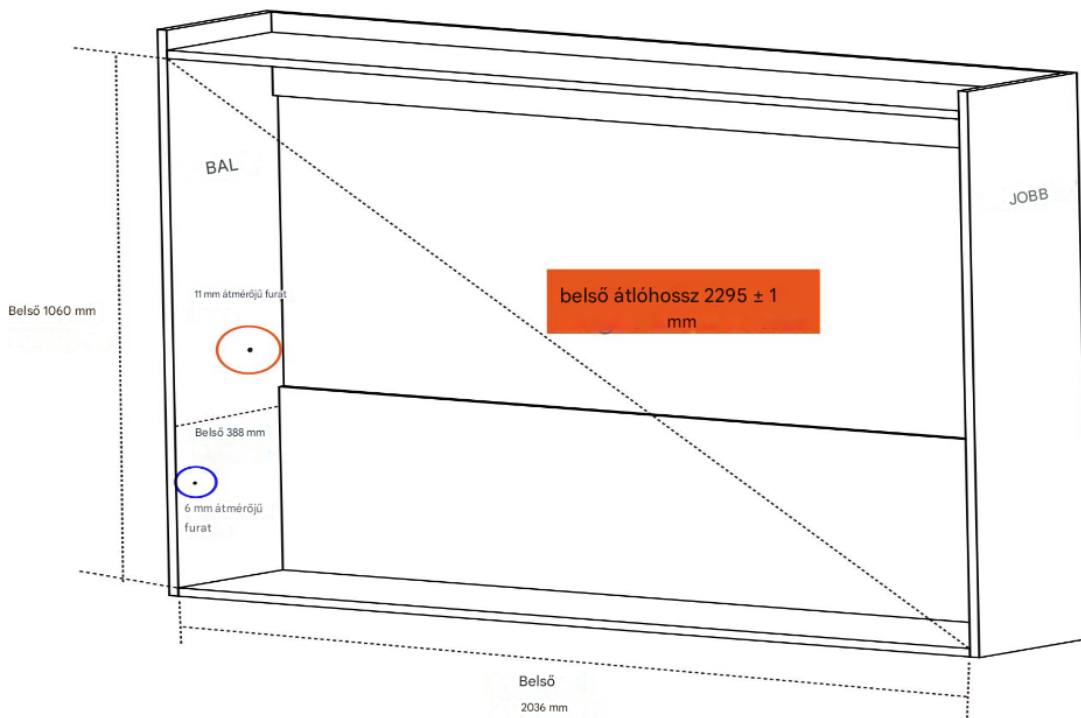 BAL
JOBB
11 mm átmérőjű furat
belső átlóhossz 2295 ± 1
mm
Belső 1060 mm
Belső 388 mm
6 mm átmérőjű
furat
Belső
2036 mm